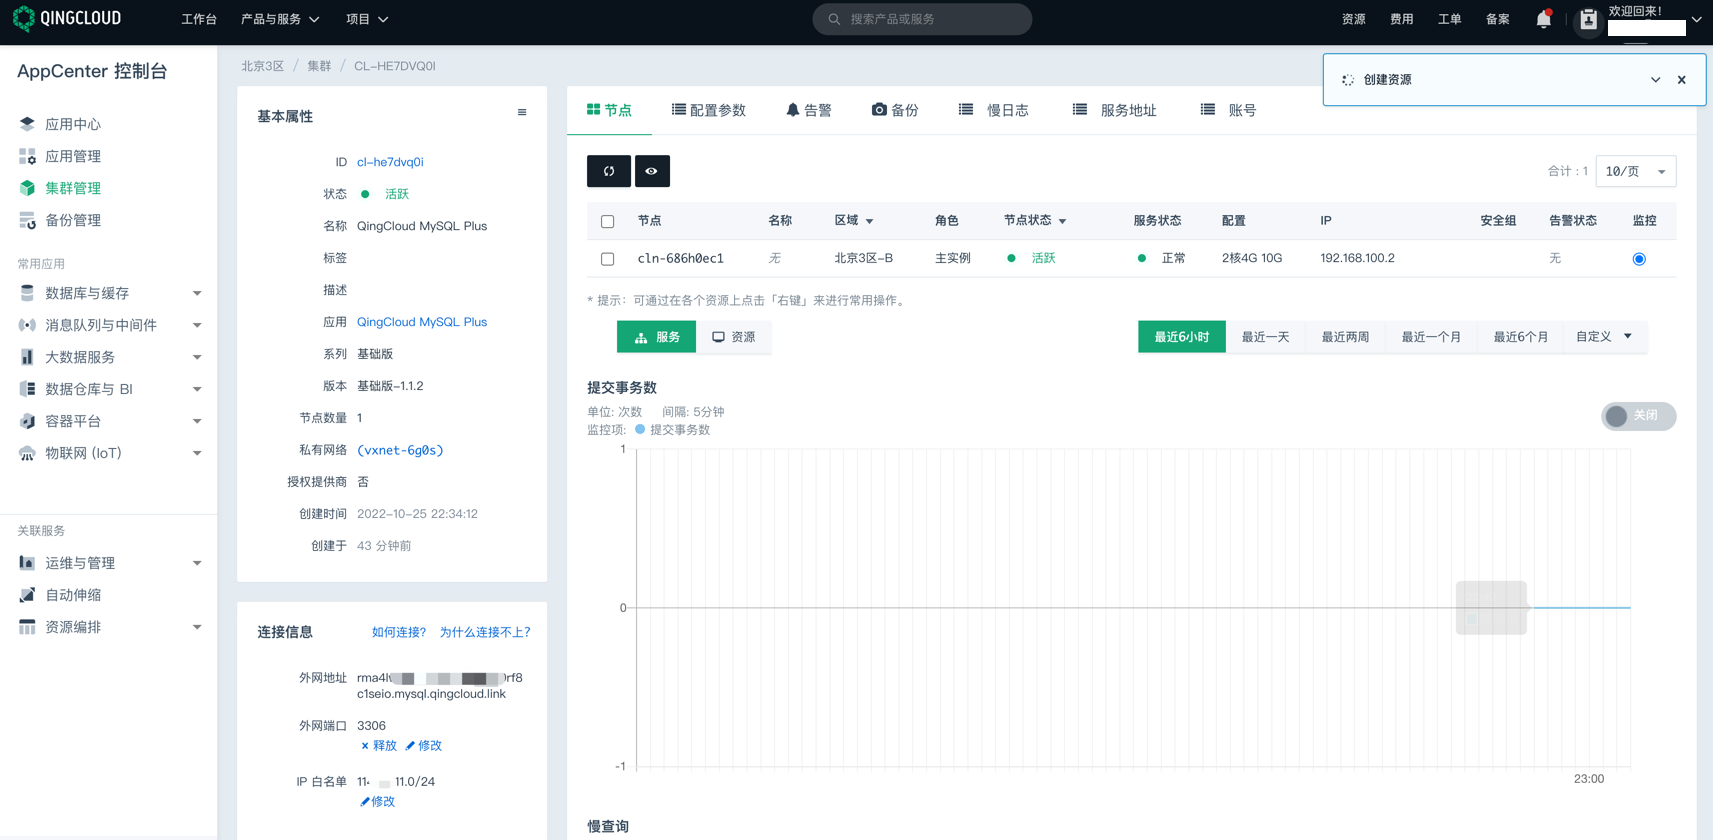 QINGCLOUD
工作台
产品与服务
项目
搜索产品或服务
资源
费用
工单
备案
欢迎回来!
AppCenter 控制台
应用中心
应用管理
集群管理
备份管理
常用应用
数据库与缓存
消息队列与中间件
大数据服务
数据仓库与 BI
容器平台
物联网 (IoT)
关联服务
运维与管理
自动伸缩
资源编排
北京3区 / 集群 / CL-HE7DVQ0I
创建资源
基本属性
ID cl-he7dvq0i
状态 活跃
名称 QingCloud MySQL Plus
标签
描述
应用 QingCloud MySQL Plus
系列 基础版
版本 基础版-1.1.2
节点数量 1
私有网络 (vxnet-6g0s)
授权提供商 否
创建时间 2022-10-25 22:34:12
创建于 43 分钟前
连接信息 如何连接? 为什么连接不上?
外网地址 rma4l
rf8
c1seio.mysql.qingcloud.link
外网端口 3306
× 释放 修改
IP 白名单 11 11.0/24
修改
节点
配置参数
告警
备份
慢日志
服务地址
账号
合计 : 1 10/页
节点 名称 区域 角色 节点状态 服务状态 配置 IP 安全组 告警状态 监控
cln-686h0ec1 无 北京3区-B 主实例 活跃 正常 2核4G 10G 192.168.100.2 无
* 提示：可通过在各个资源上点击「右键」来进行常用操作。
服务 资源
最近6小时 最近一天 最近两周 最近一个月 最近6个月 自定义
提交事务数
单位: 次数 间隔: 5分钟
监控项: 提交事务数
关闭
1
0
-1
23:00
慢查询